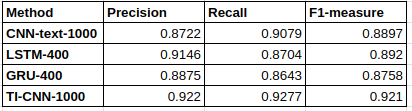 Method Precision Recall F1-measure
CNN-text-1000 0.8722 0.9079 0.8897
LSTM-400 0.9146 0.8704 0.892
GRU-400 0.8875 0.8643 0.8758
TI-CNN-1000 0.922 0.9277 0.921